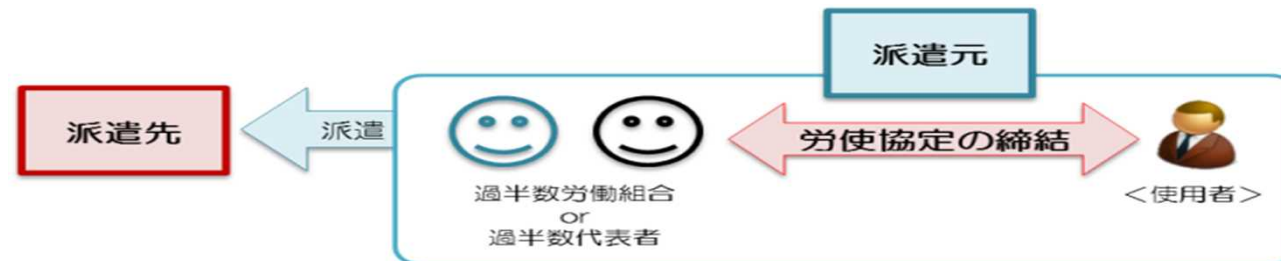 派遣元
派遣先
派遣
労使協定の締結
過半数労働組合
or
過半数代表者
＜使用者＞